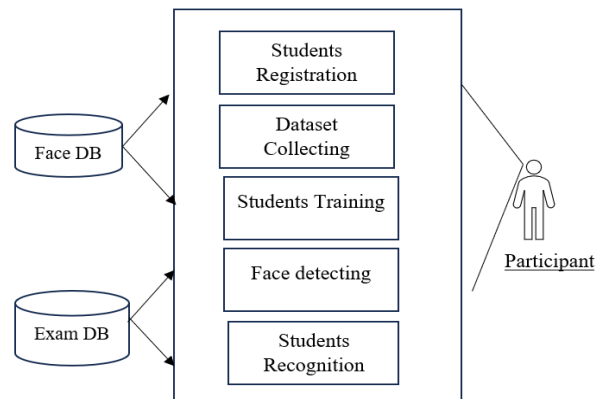 Students
Registration
Dataset
Collecting
Face DB
Students Training
Face detecting
Participant
Exam DB
Students
Recognition